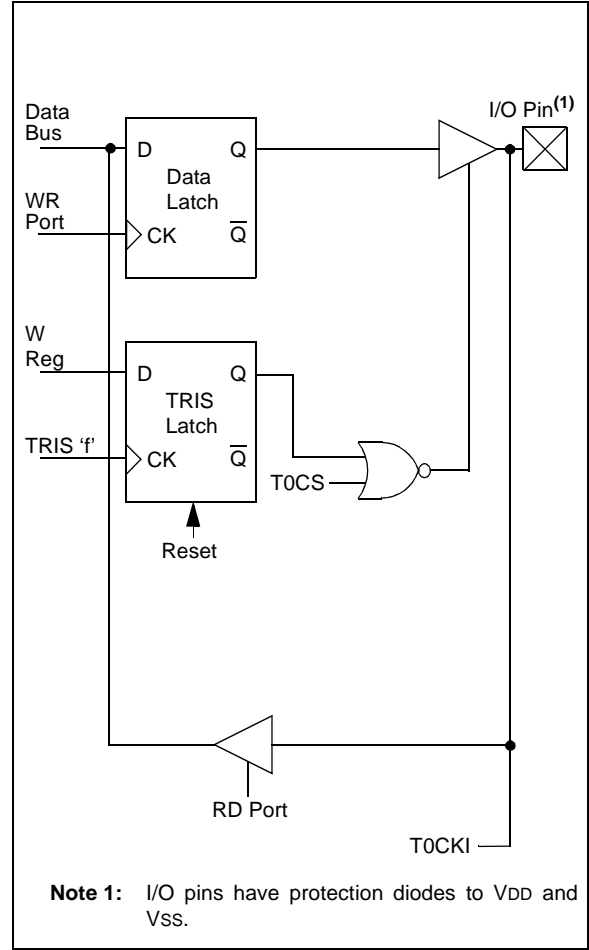 I/O Pin(1)
Data
Bus
D
Q
Data
Latch
WR
Port
CK
Q
W
Reg
D
Q
TRIS
Latch
TRIS ‘f’
CK
Q
T0CS
Reset
RD Port
T0CKI
Note 1: I/O pins have protection diodes to VDD and
VSS.